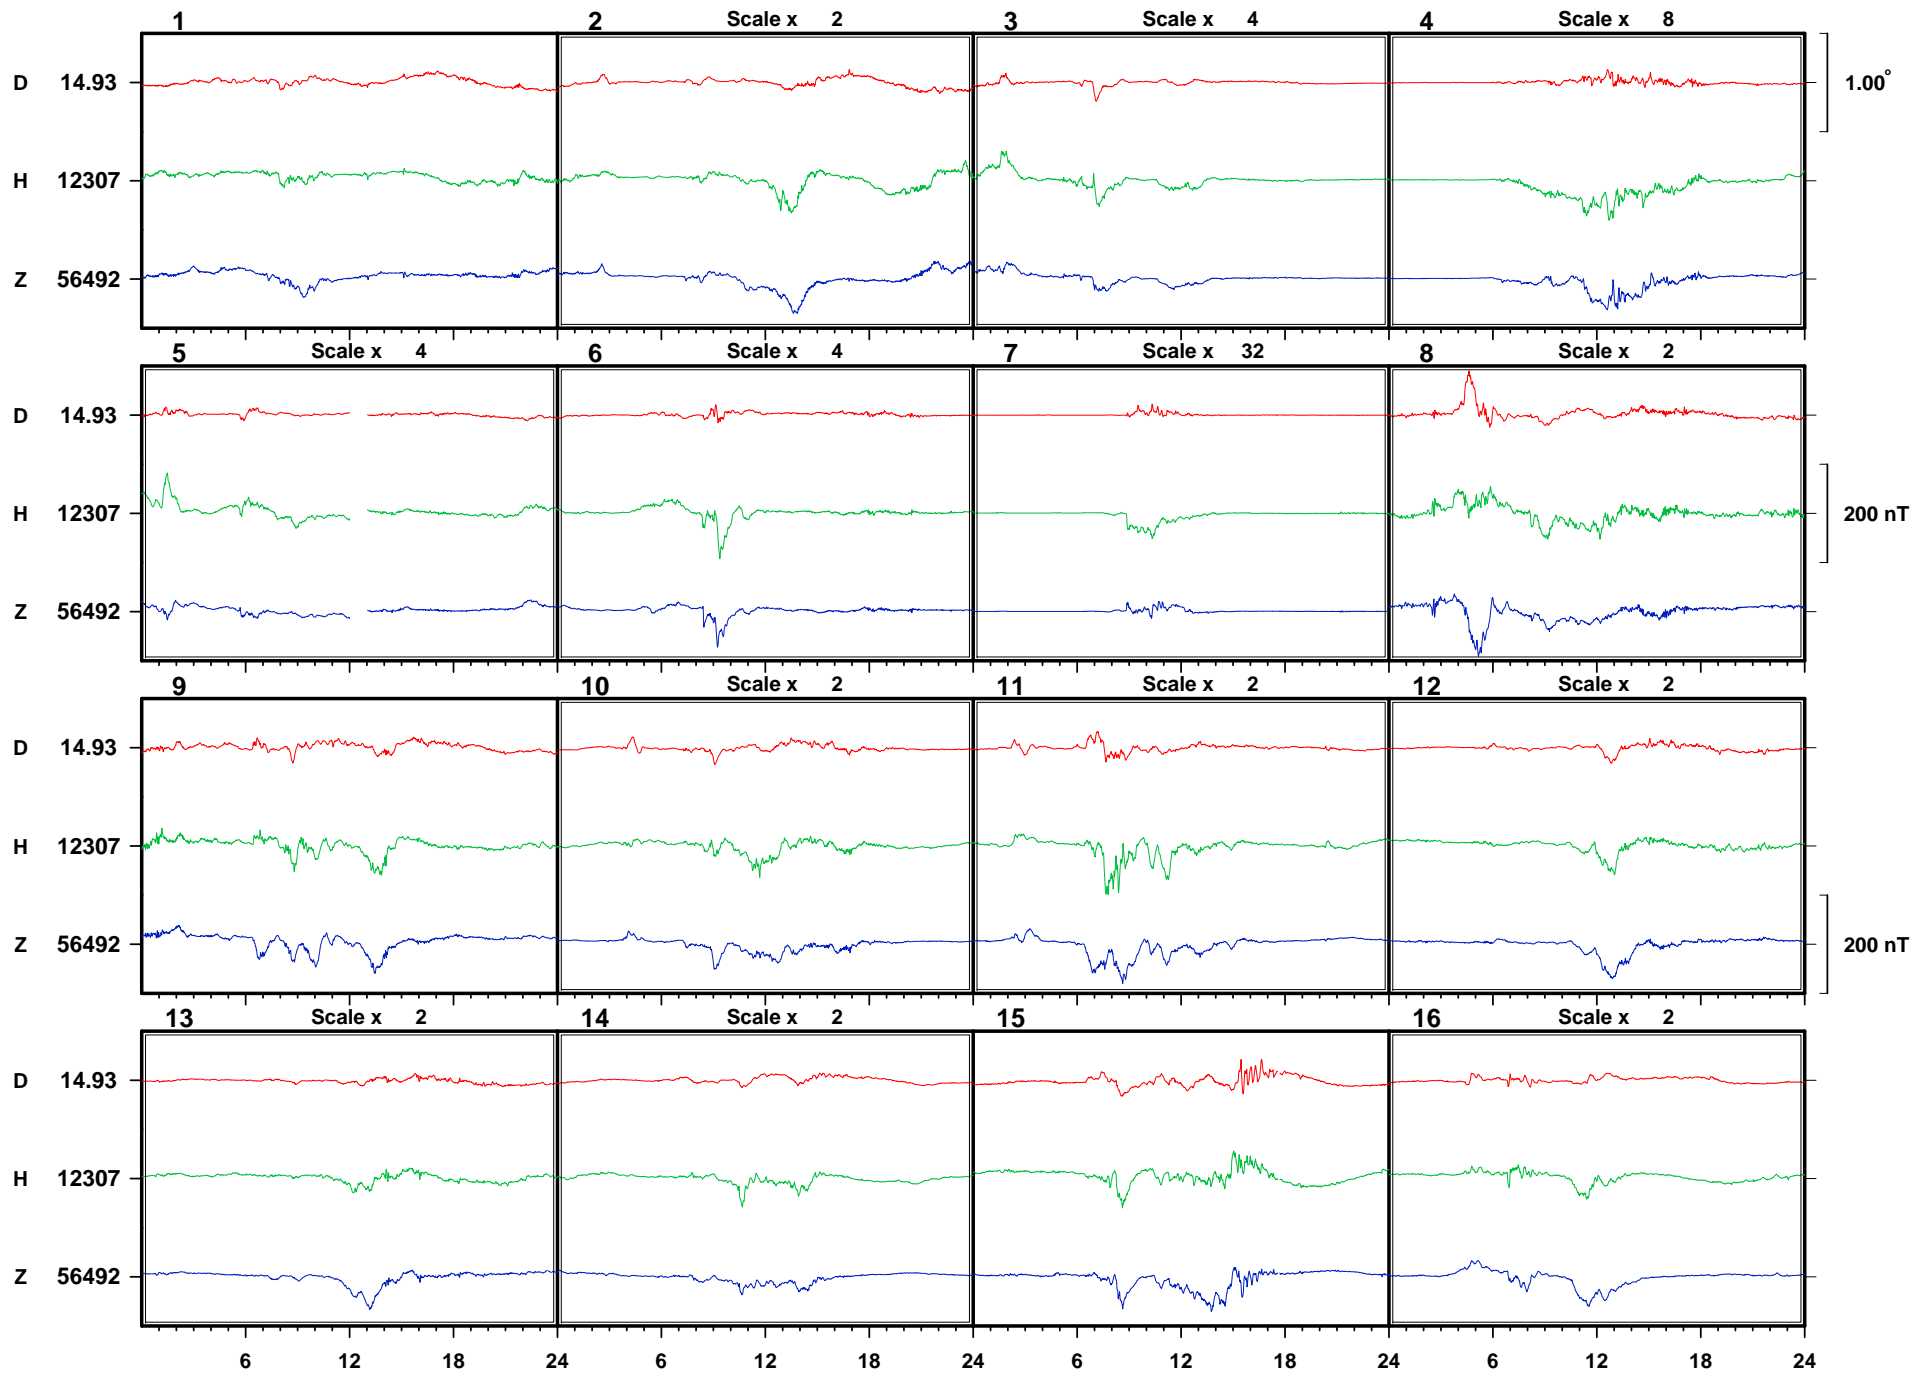 1 2 Scale x 2 3 Scale x 4 4 Scale x 8
D 14.93 1.00°
H 12307
Z 56492
5 Scale x 4 6 Scale x 4 7 Scale x 32 8 Scale x 2
D 14.93
H 12307 200 nT
Z 56492
9 10 Scale x 2 11 Scale x 2 12 Scale x 2
D 14.93
H 12307
Z 56492 200 nT
13 Scale x 2 14 Scale x 2 15 16 Scale x 2
D 14.93
H 12307
Z 56492
6 12 18 24 6 12 18 24 6 12 18 24 6 12 18 24